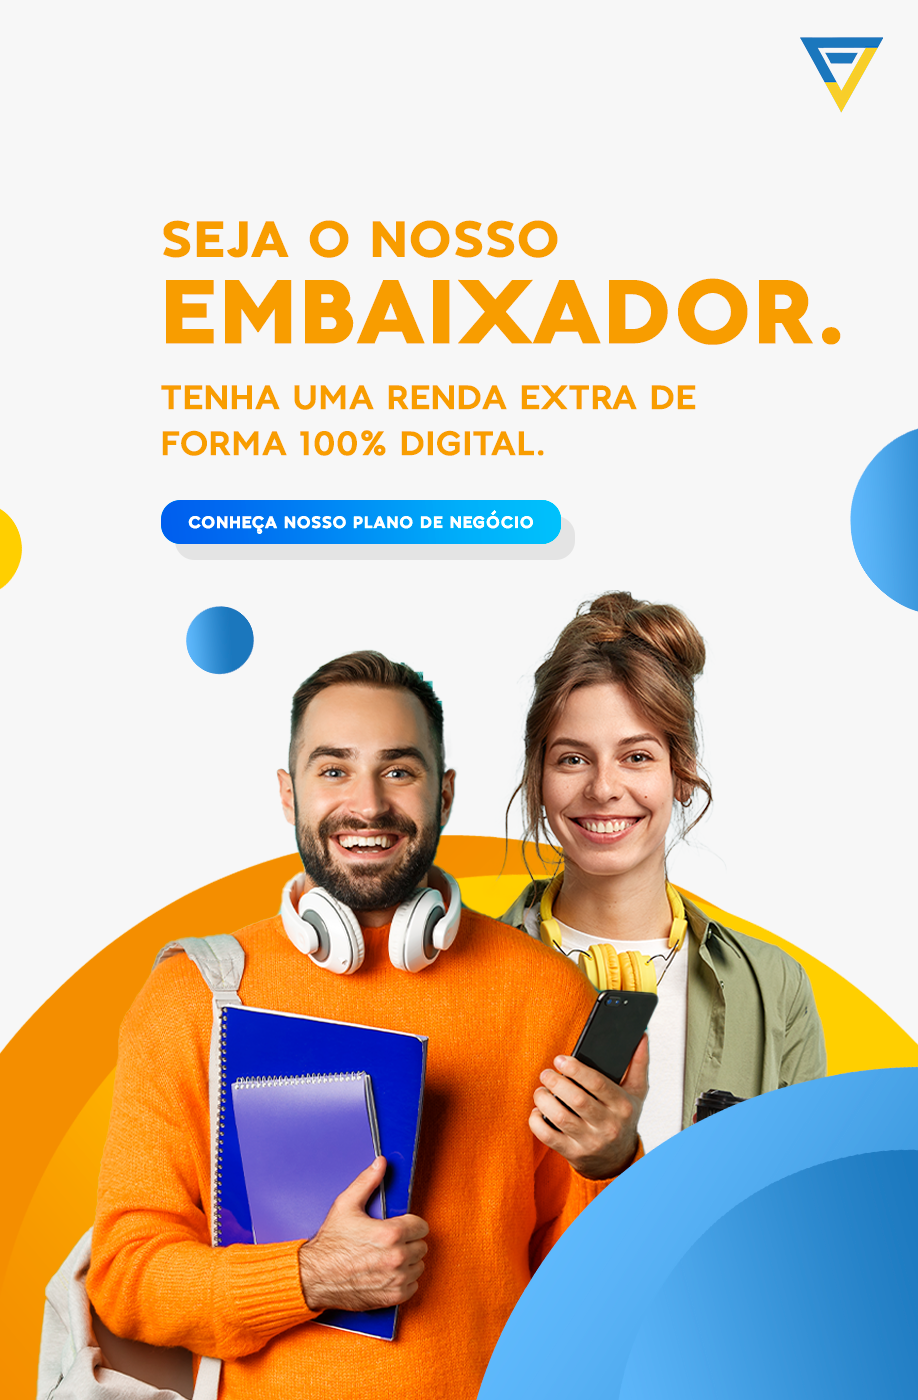 SEJA O NOSSO
EMBAIXADOR.
TENHA UMA RENDA EXTRA DE
FORMA 100% DIGITAL.
CONHEÇA NOSSO PLANO DE NEGÓCIO